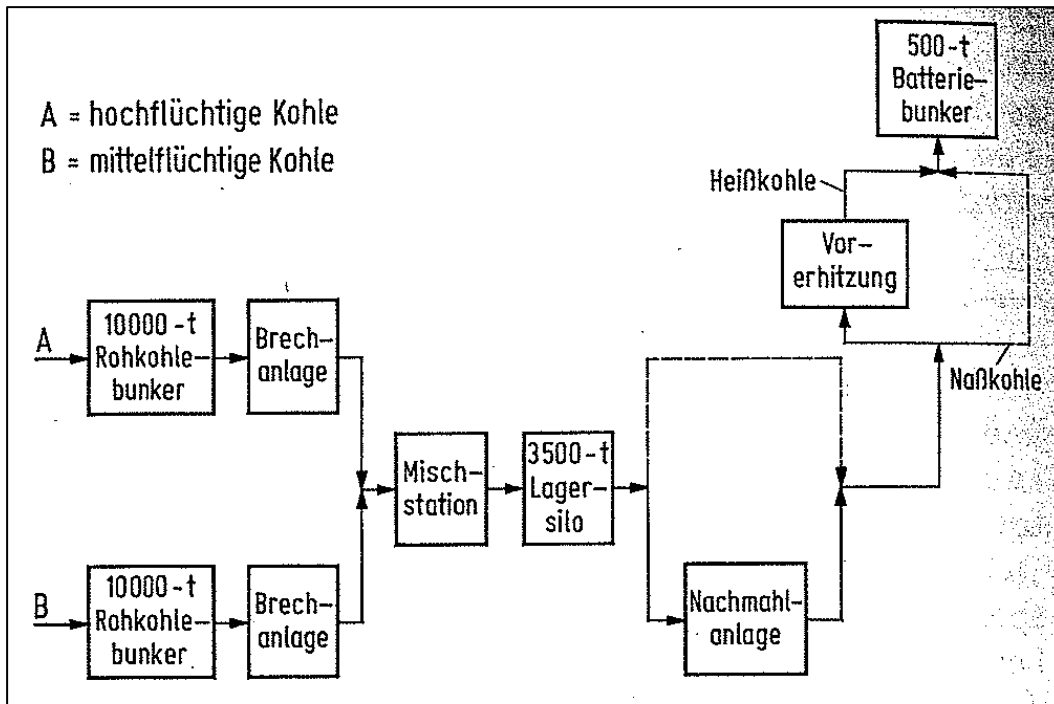 500-t
Batterie-
bunker
A = hochflüchtige Kohle
B = mittelflüchtige Kohle
Heißkohle
Vor-
erhitzung
Naßkohle
A
10000-t
Rohkohle-
bunker
Brech-
anlage
Misch-
station
3500-t
Lager-
silo
B
10000-t
Rohkohle-
bunker
Brech-
anlage
Nachmahl-
anlage